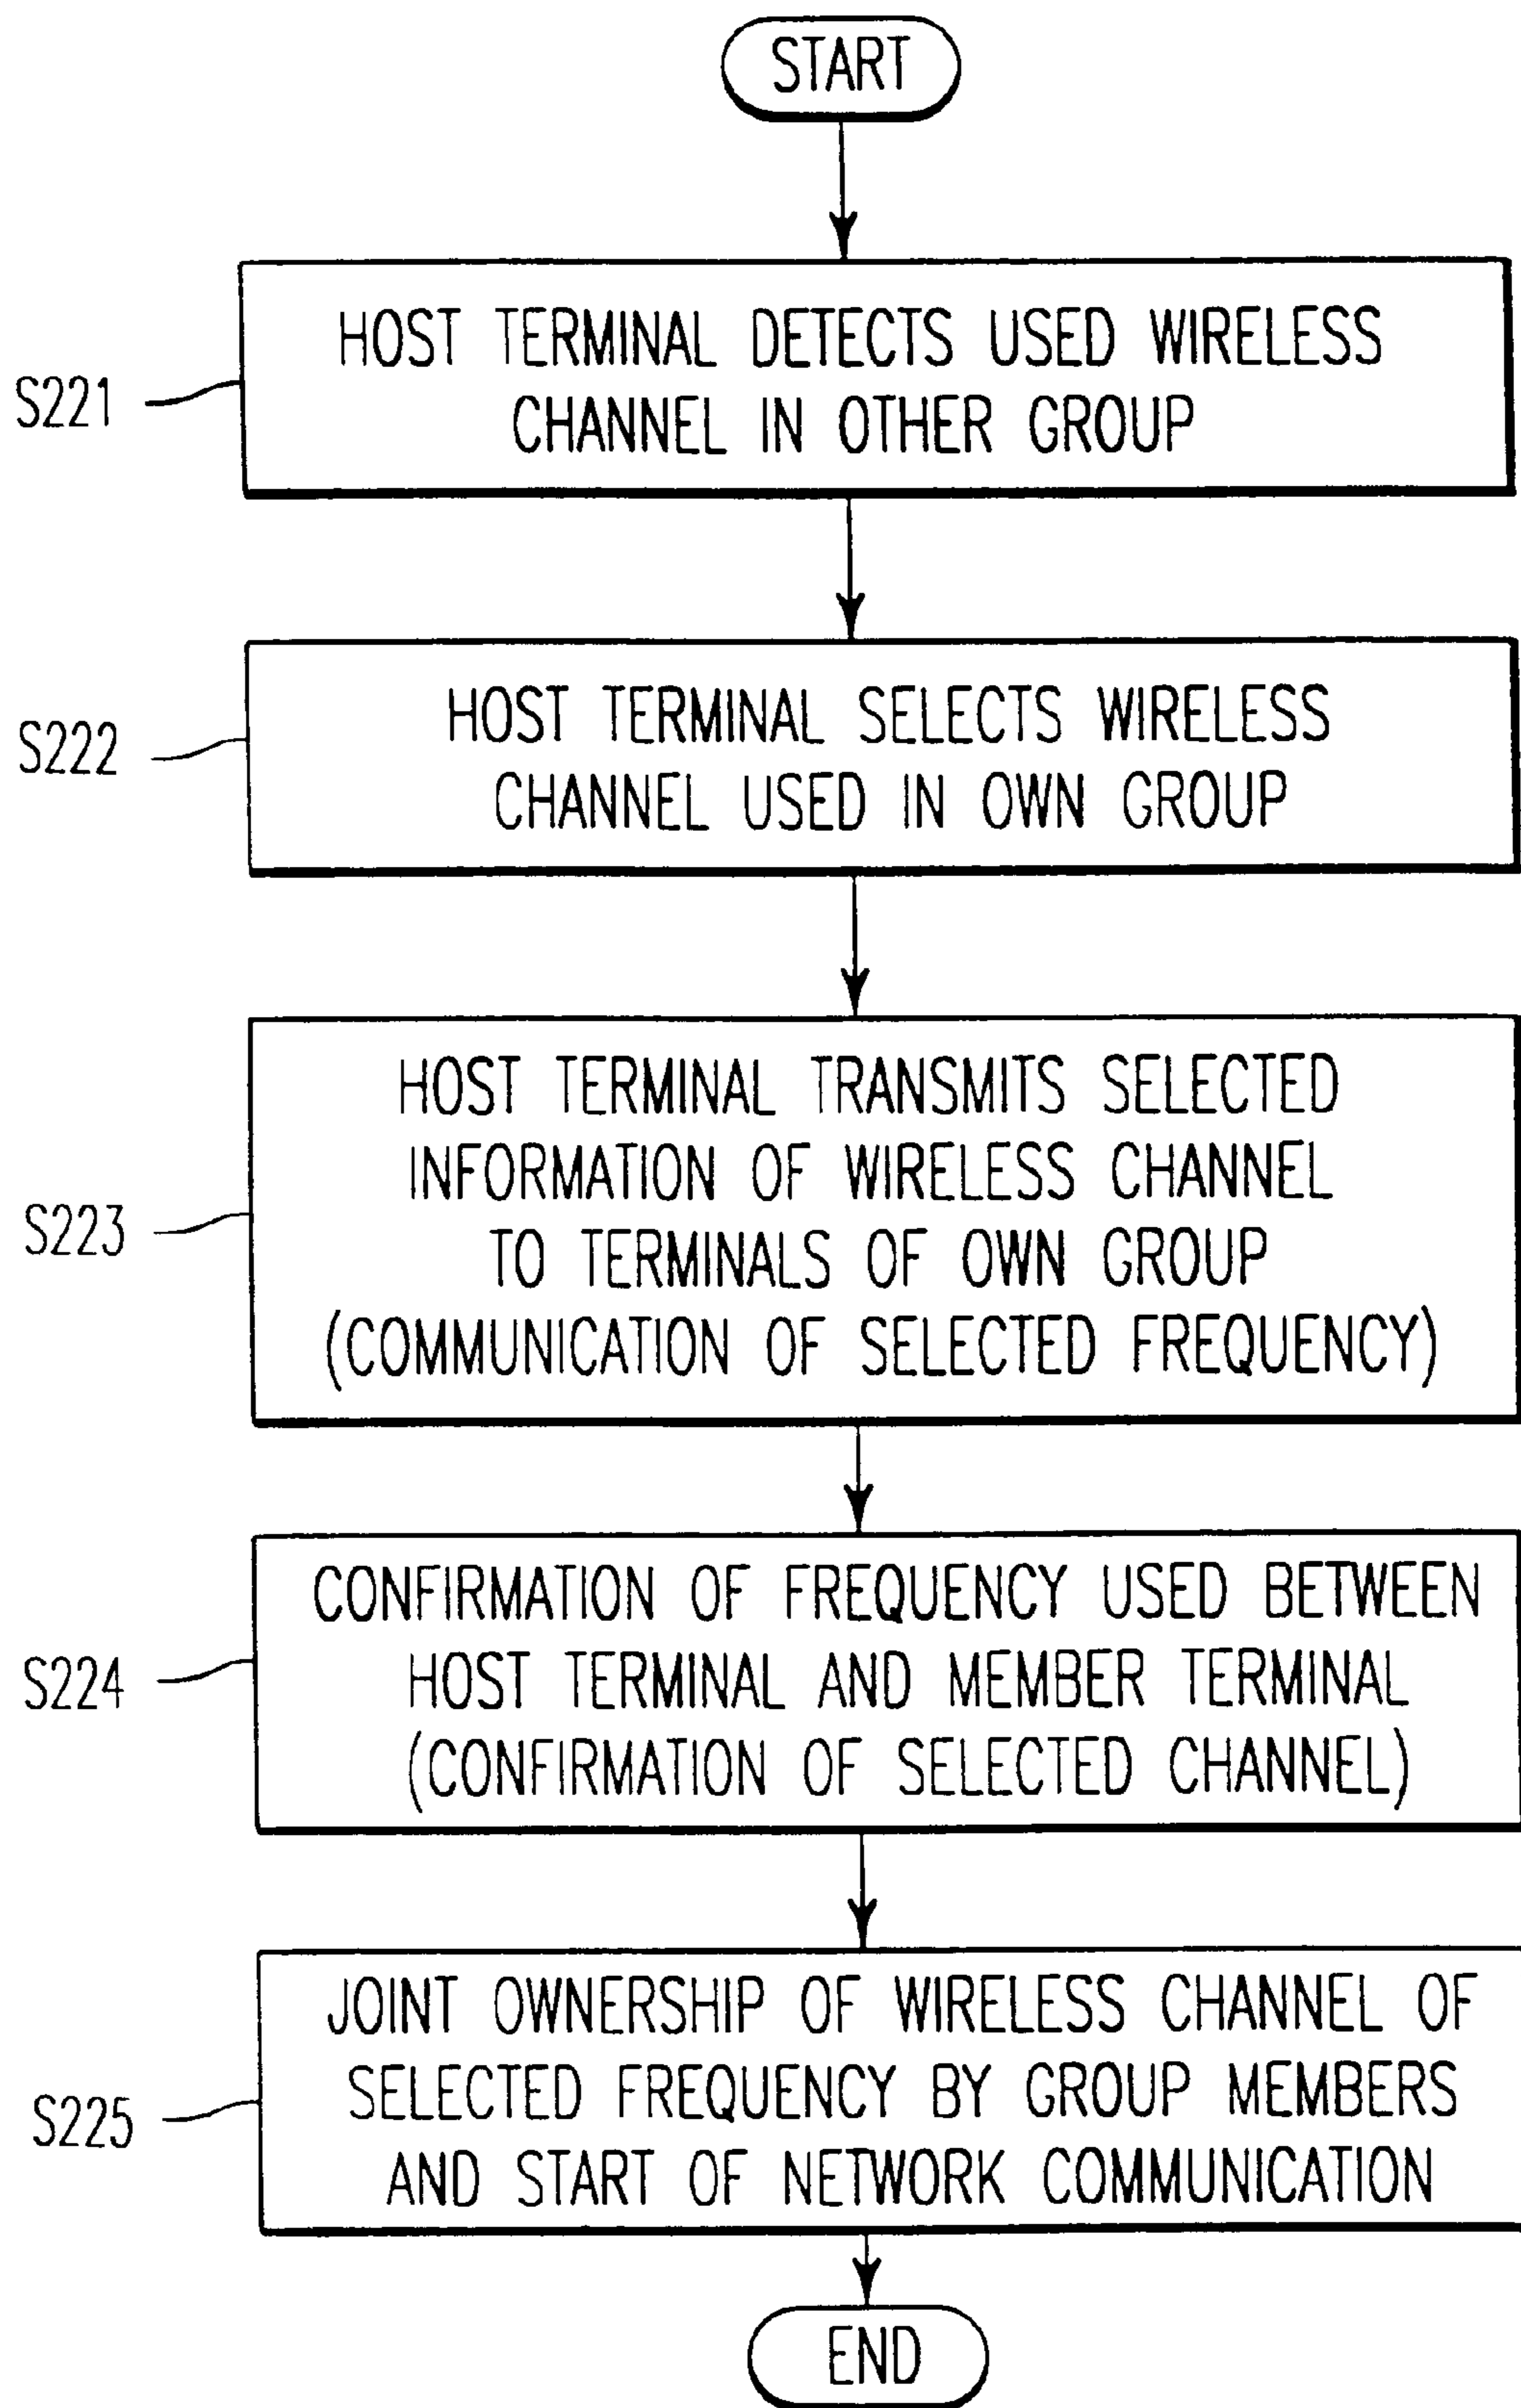 START
S221
HOST TERMINAL DETECTS USED WIRELESS
CHANNEL IN OTHER GROUP
S222
HOST TERMINAL SELECTS WIRELESS
CHANNEL USED IN OWN GROUP
S223
HOST TERMINAL TRANSMITS SELECTED
INFORMATION OF WIRELESS CHANNEL
TO TERMINALS OF OWN GROUP
(COMMUNICATION OF SELECTED FREQUENCY)
S224
CONFIRMATION OF FREQUENCY USED BETWEEN
HOST TERMINAL AND MEMBER TERMINAL
(CONFIRMATION OF SELECTED CHANNEL)
S225
JOINT OWNERSHIP OF WIRELESS CHANNEL OF
SELECTED FREQUENCY BY GROUP MEMBERS
AND START OF NETWORK COMMUNICATION
END